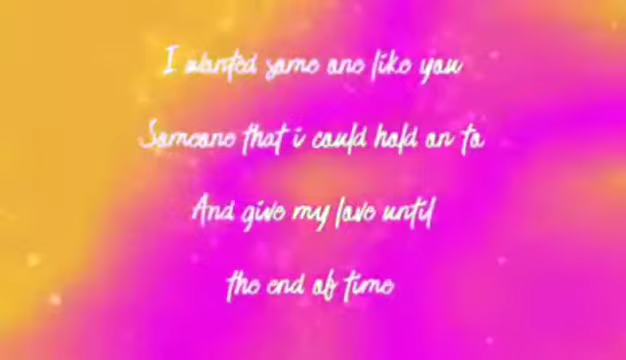 I wanted some one like you
Someone that i could hold on to
And give my love until
the end of time